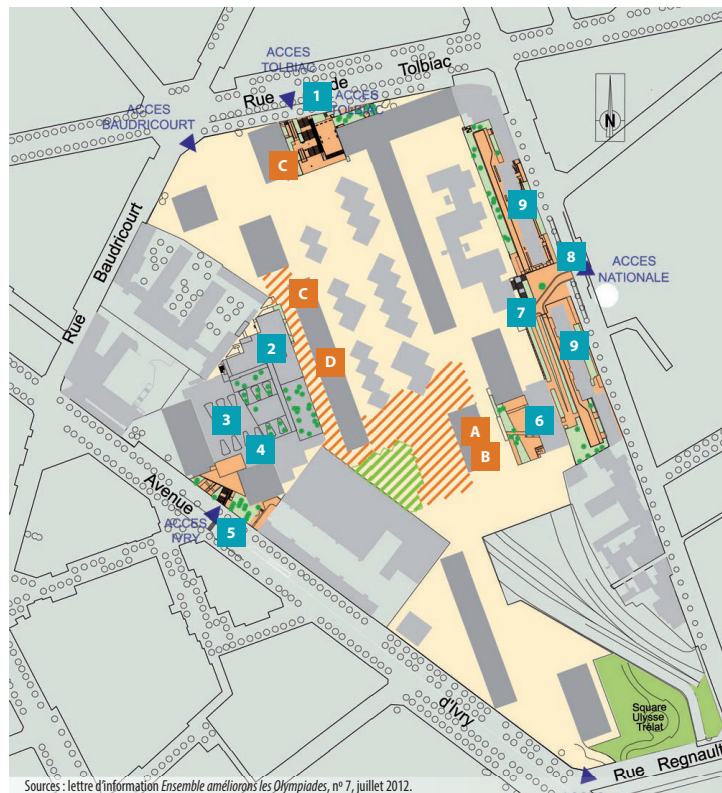 ACCES
TOLBIAC
Rue de Tolbiac
1
ACCES
TOLBIAC
ACCES
BAUDRICOURT
N
C
9
8
ACCES
NATIONALE
Rue Baudricourt
C
7
2
D
9
3
4
A
6
B
Avenue d'Ivry
ACCES
IVRY
5
Square
Ulysse
Trélat
Rue Regnault
Sources : lettre d'information Ensemble améliorons les Olympiades, nº 7, juillet 2012.